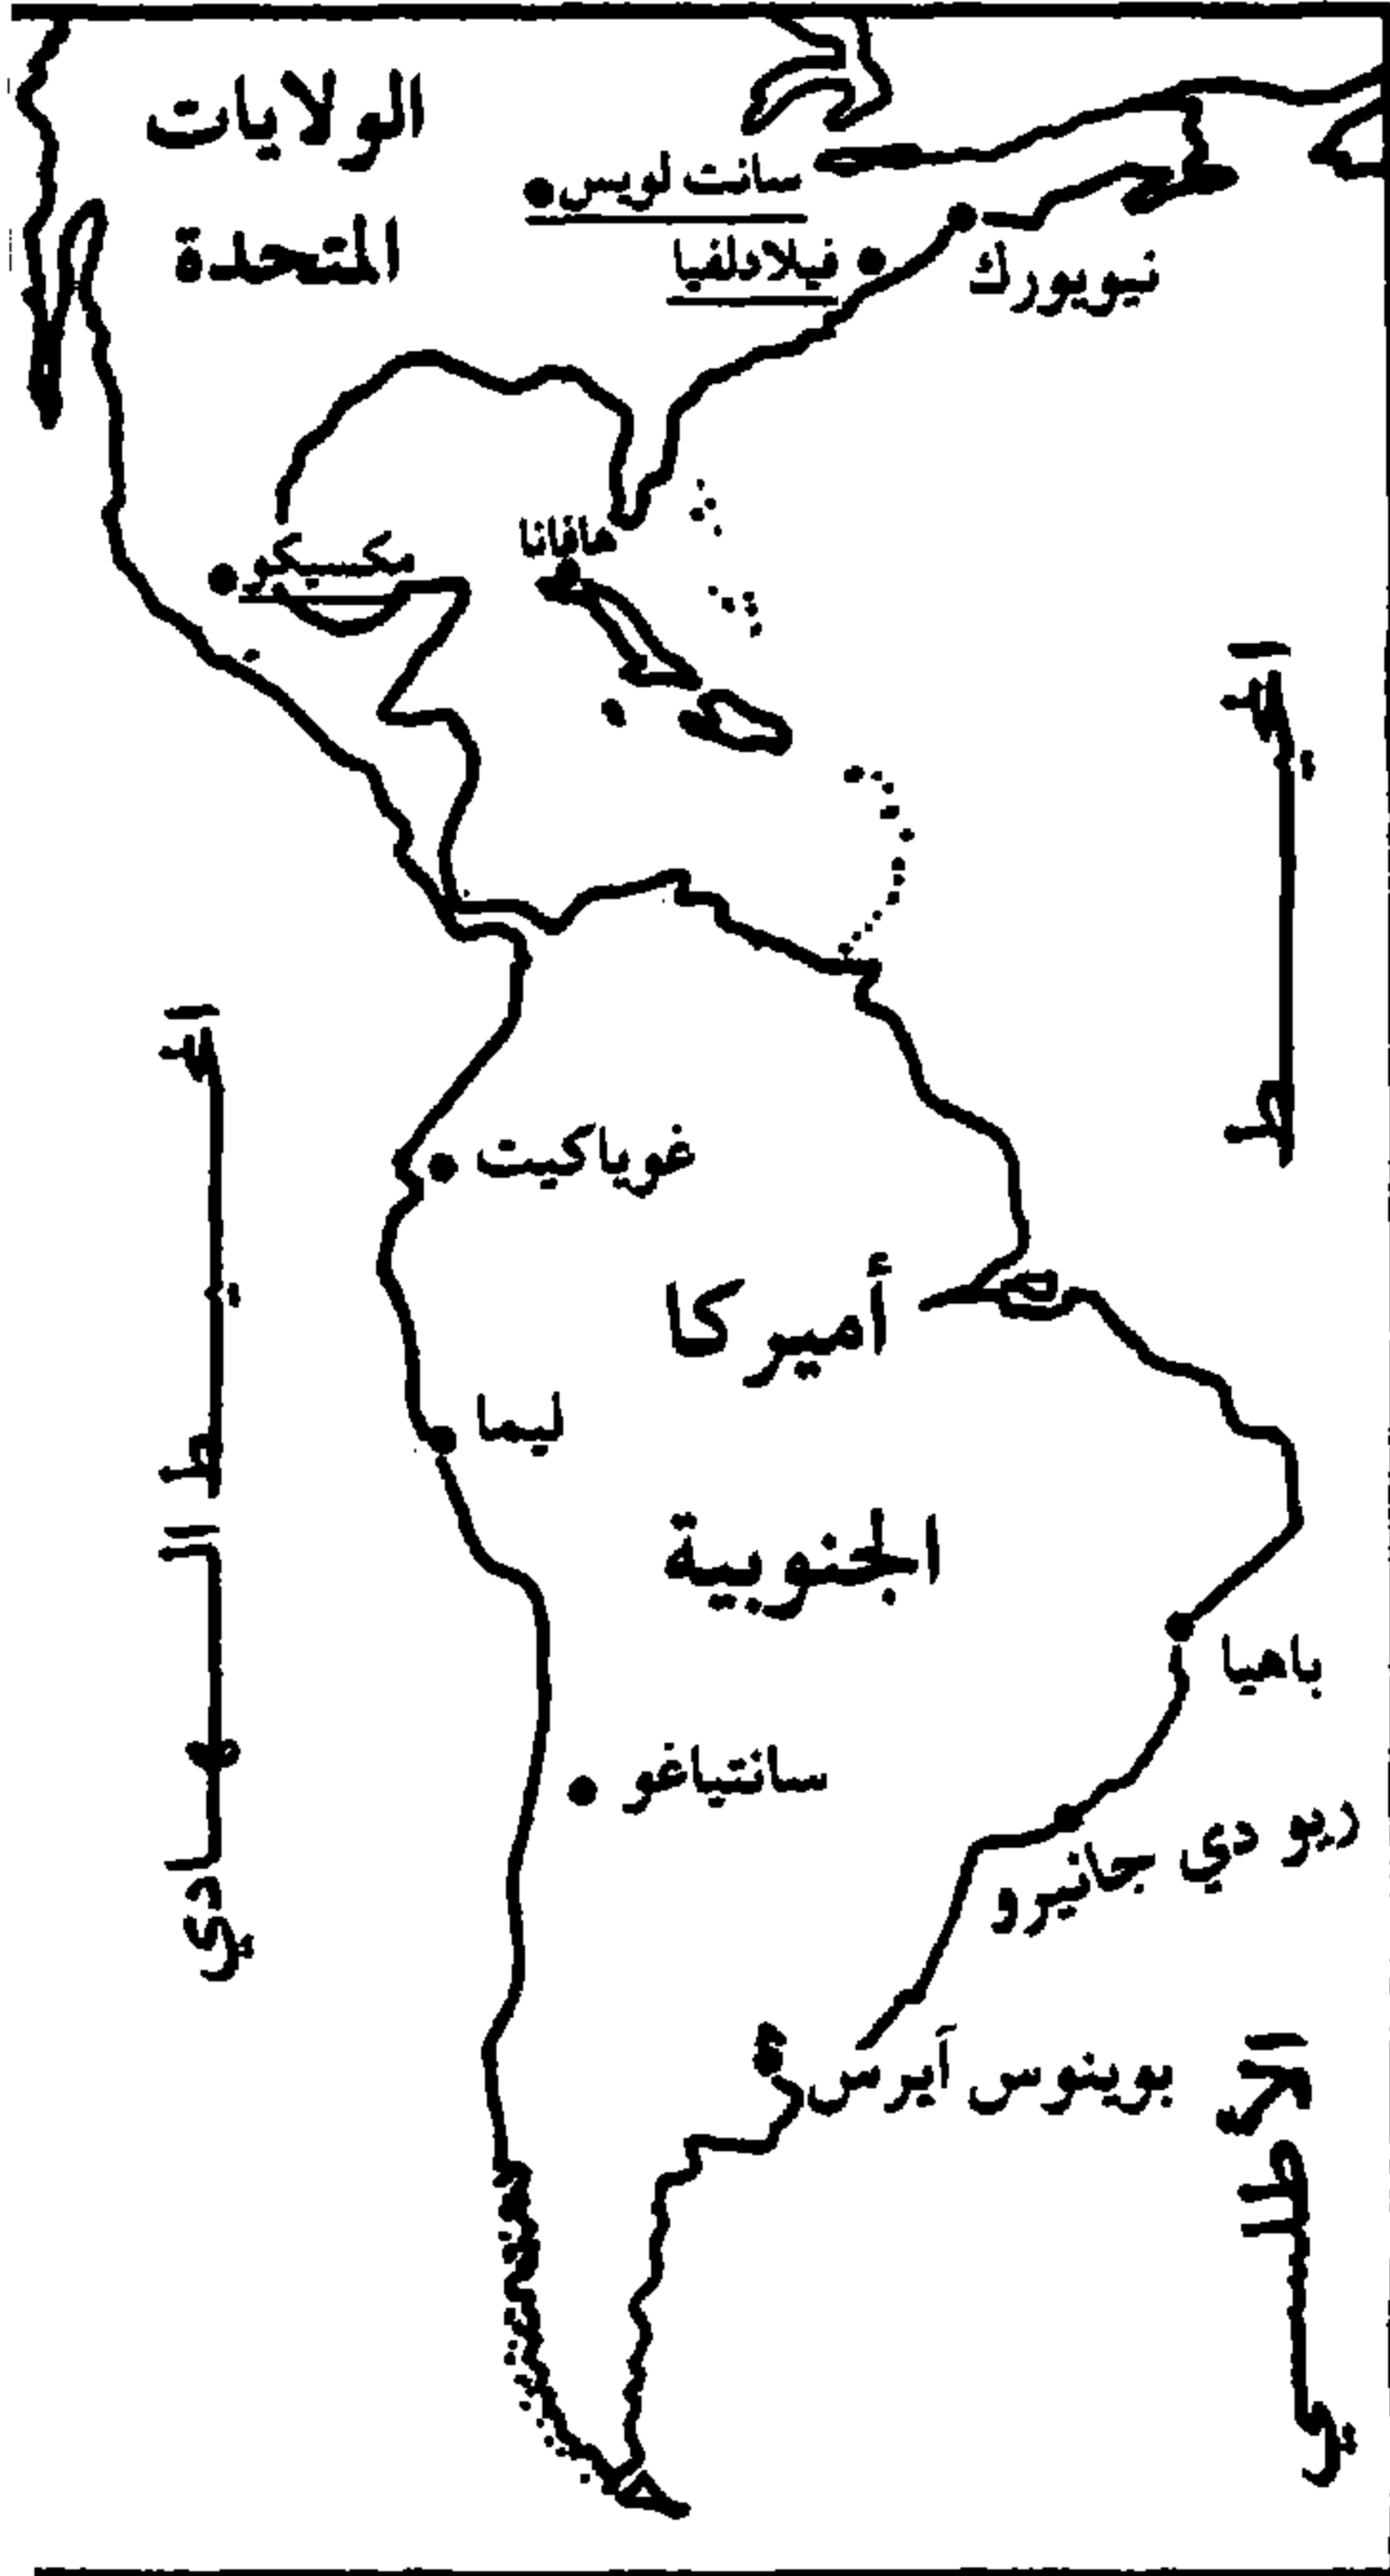 الولايات
المتحدة
سانت لويس
فيلادلفيا
نيويورك
هافانا
مكسيكو
المحيط
الأطلسي
المحيط
الهادي
غوياكيت
أميركا
الجنوبية
ليما
باهيا
سانتياغو
ريو دي جانيرو
بوينوس آيرس